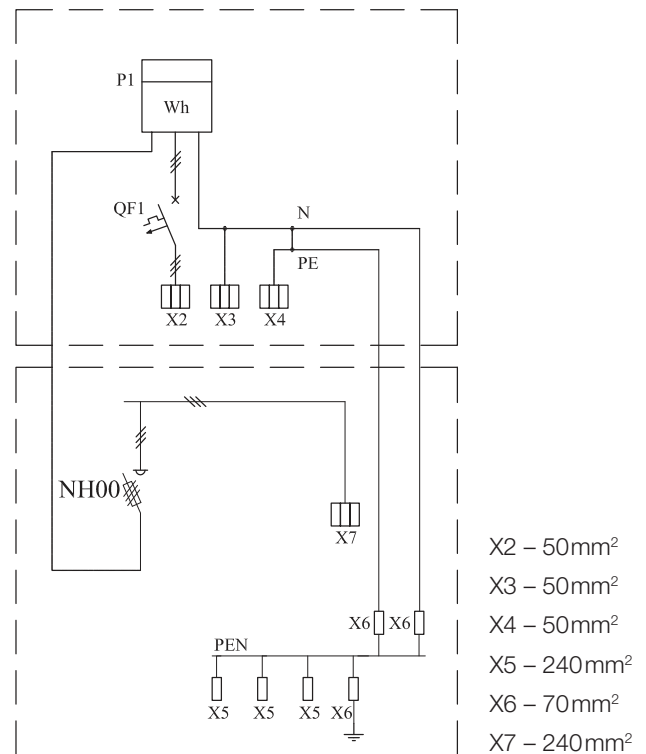 P1
Wh
QF1
N
PE
X2 X3 X4
NH00
X7
X6 X6
PEN
X5 X5 X5 X6
X2 – 50mm²
X3 – 50mm²
X4 – 50mm²
X5 – 240mm²
X6 – 70mm²
X7 – 240mm²